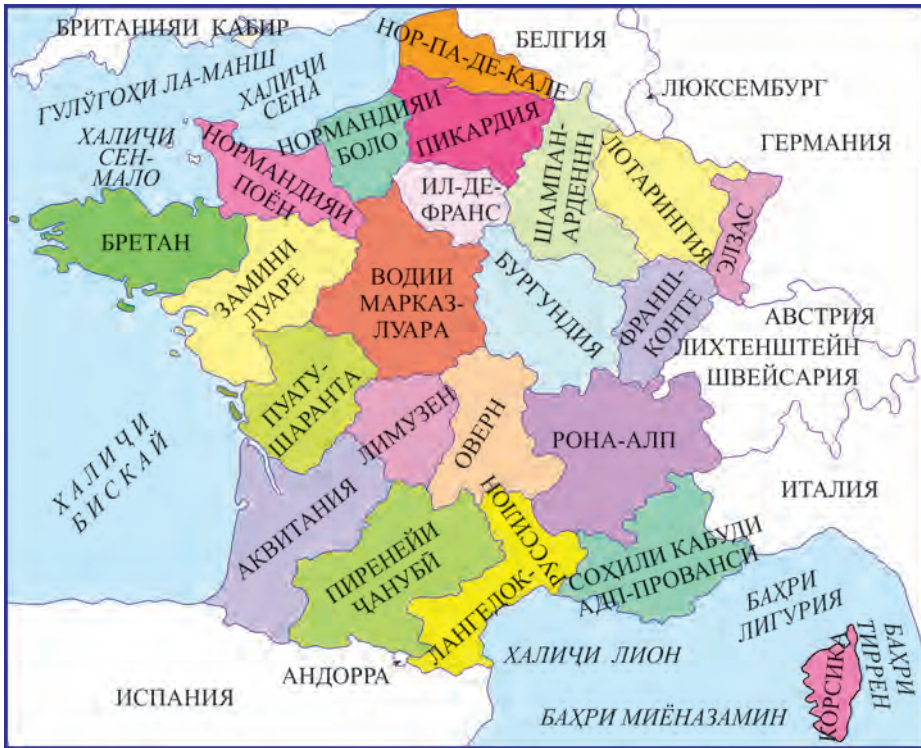 БРИТАНИЯИ КАБИР
БЕЛГИЯ
НОР-ПА-ДЕ-КАЛЕ
ЛЮКСЕМБУРГ
ГУЛӮГОҲИ ЛА-МАНШ
ХАЛИҶИ
СЕНА
ХАЛИҶИ
СЕН-
МАЛО
НОРМАНДИЯИ
БОЛО
ПИКАРДИЯ
ГЕРМАНИЯ
НОРМАНДИЯИ
ПОЁН
ИЛ-ДЕ-
ФРАНС
ШАМПАН-
АРДЕННН
ЛОТАРИНГИЯ
ЭЛЗАС
БРЕТАН
ЗАМИНИ
ЛУАРЕ
ВОДИИ
МАРКАЗ-
ЛУАРА
БУРГУНДИЯ
ФРАНШ-
КОНТЕ
АВСТРИЯ
ЛИХТЕНШТЕЙН
ШВЕЙСАРИЯ
ПУАТУ-
ШАРАНТА
ЛИМУЗЕН
ОВЕРН
РОНА-АЛП
ХАЛИҶИ
БИСКАЙ
ИТАЛИЯ
АКВИТАНИЯ
ПИРЕНЕЙИ
ҶАНУБӢ
ЛАНГЕДОК-
РУССИЛОН
СОҲИЛИ КАБУДИ
АДП-ПРОВАНСИ
БАҲРИ
ЛИГУРИЯ
БАҲРИ
ТИРРЕН
КОРСИКА
АНДОРРА
ХАЛИҶИ ЛИОН
ИСПАНИЯ
БАҲРИ МИЁНАЗАМИН